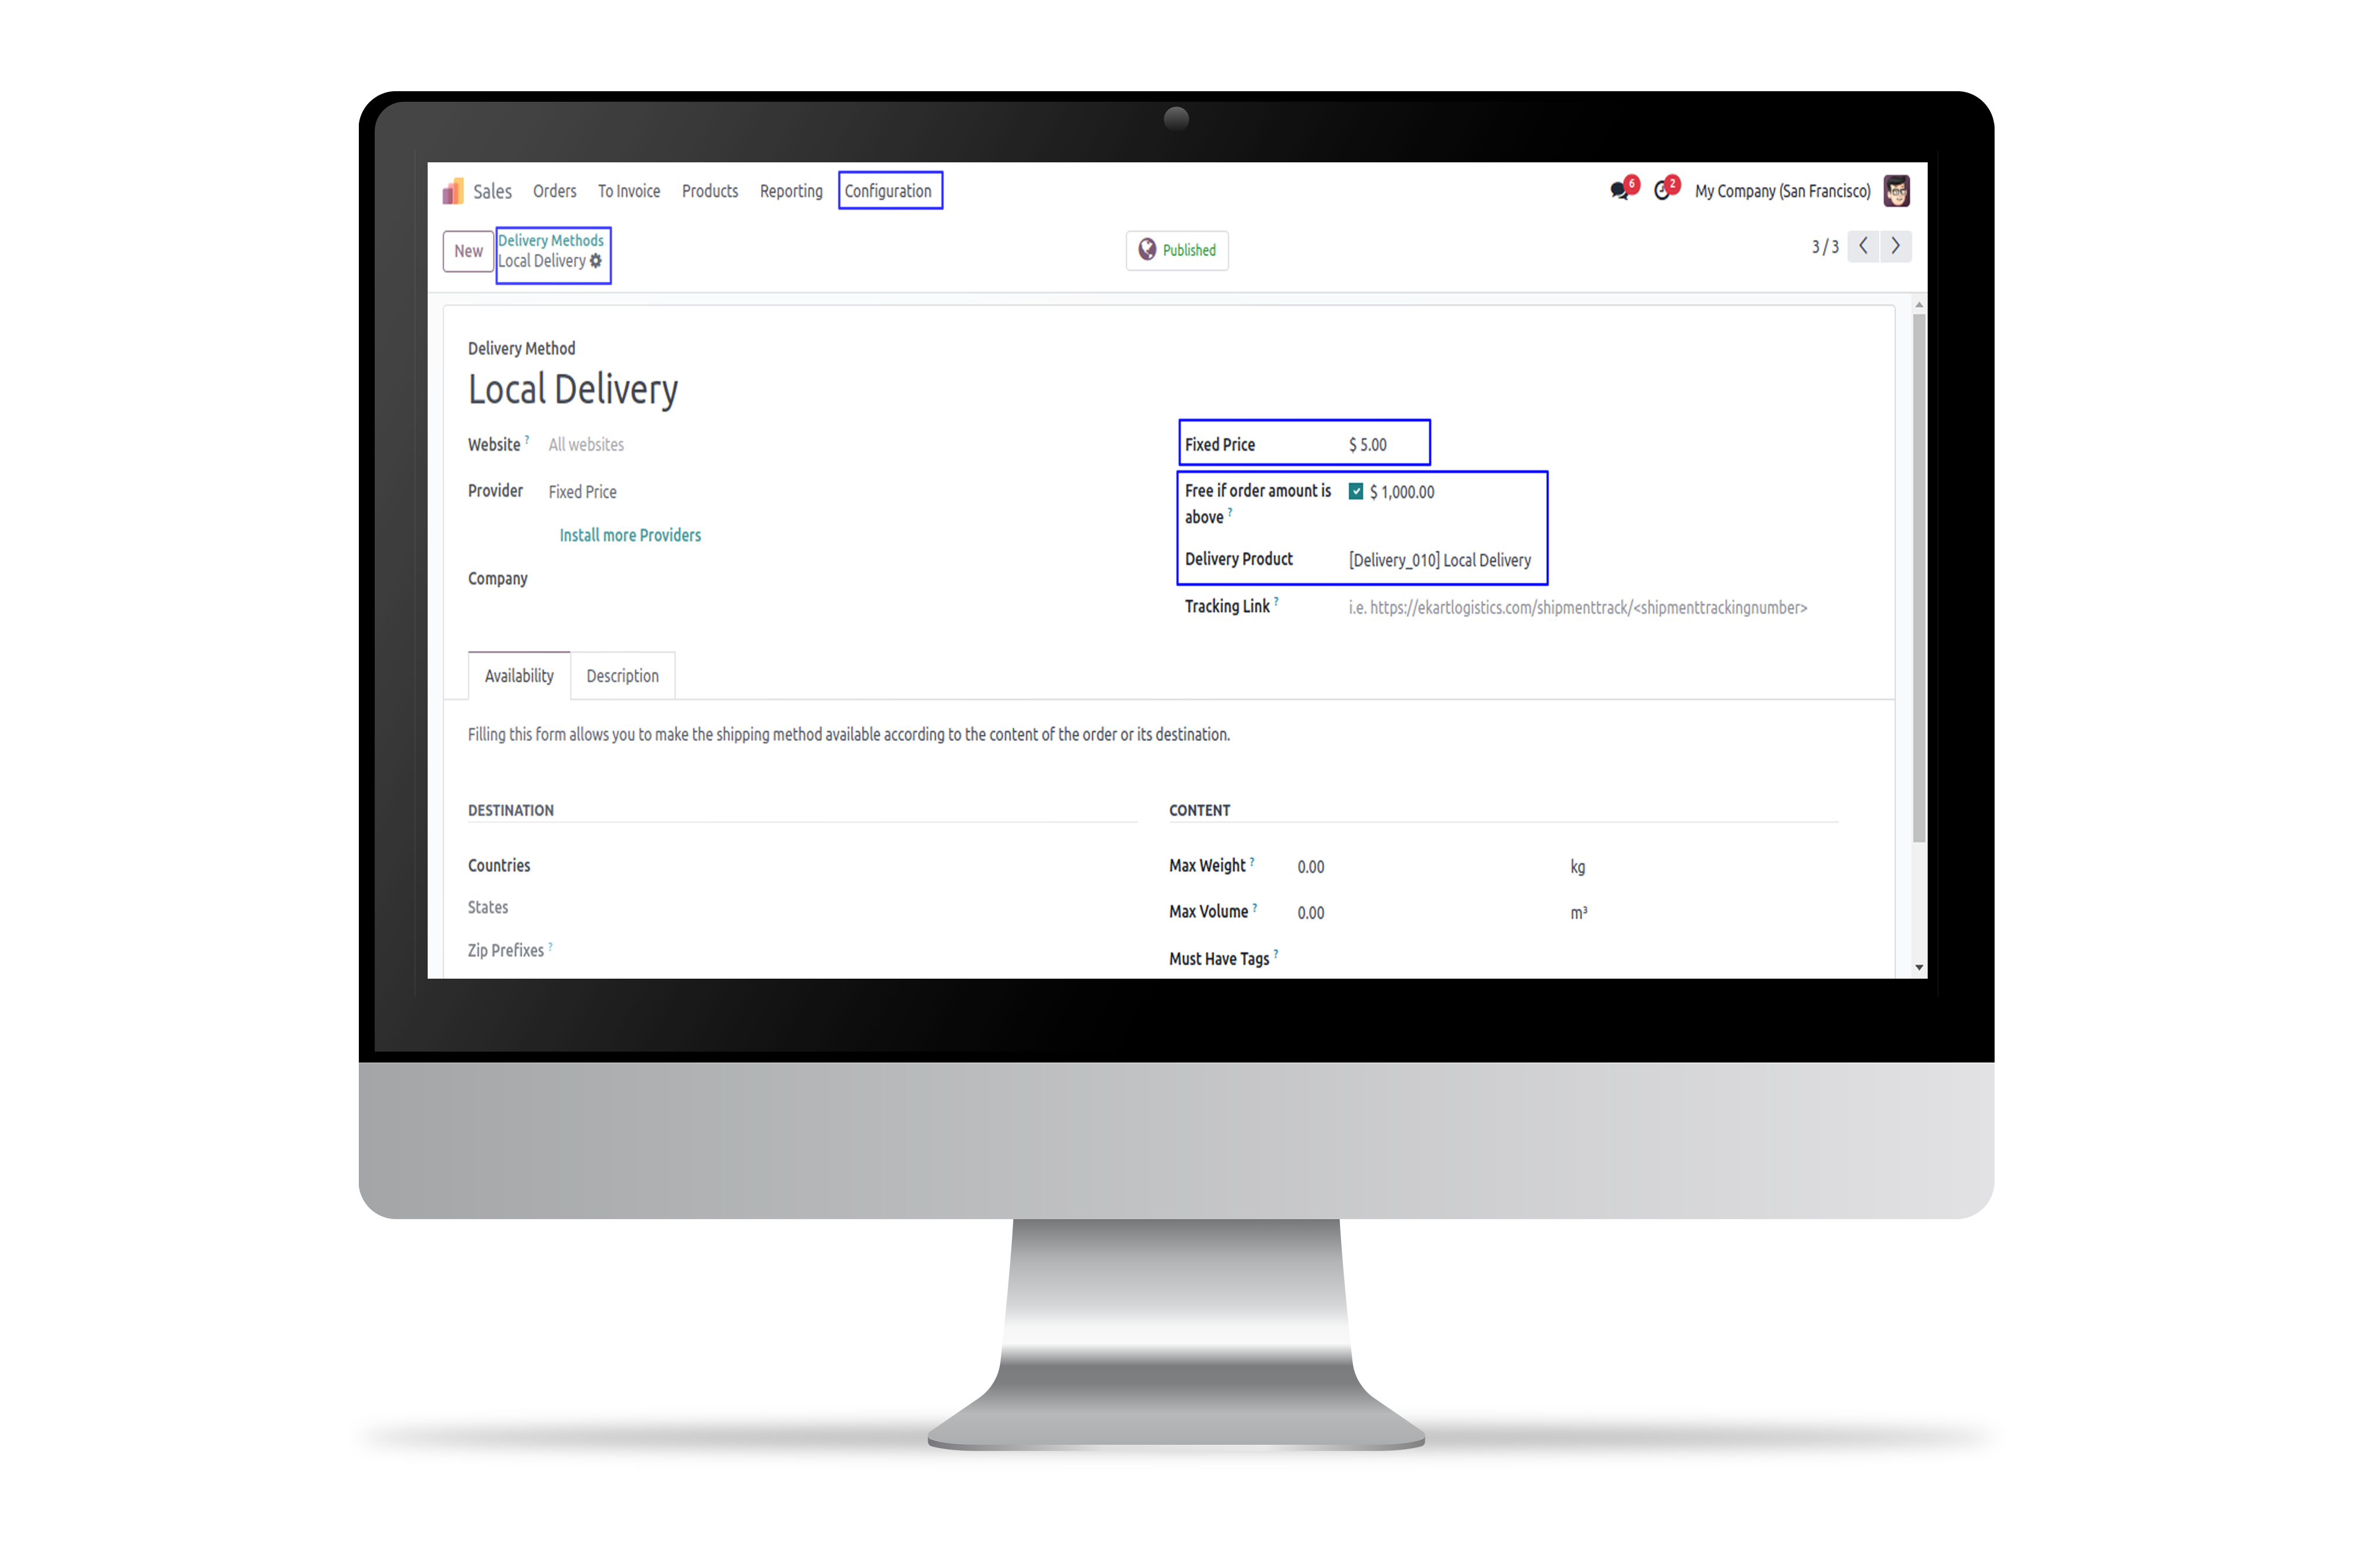 Sales Orders To Invoice Products Reporting Configuration 6 2 My Company (San Francisco)
New Delivery Methods Published 3 / 3
Local Delivery
Delivery Method
Local Delivery
Website ? All websites Fixed Price $ 5.00
Provider Fixed Price Free if order amount is above ? $ 1,000.00
Install more Providers
Delivery Product [Delivery_010] Local Delivery
Company
Tracking Link ? i.e. https://ekartlogistics.com/shipmenttrack/<shipmenttrackingnumber>
Availability Description
Filling this form allows you to make the shipping method available according to the content of the order or its destination.
DESTINATION CONTENT
Countries Max Weight ? 0.00 kg
States Max Volume ? 0.00 m³
Zip Prefixes ? Must Have Tags ?